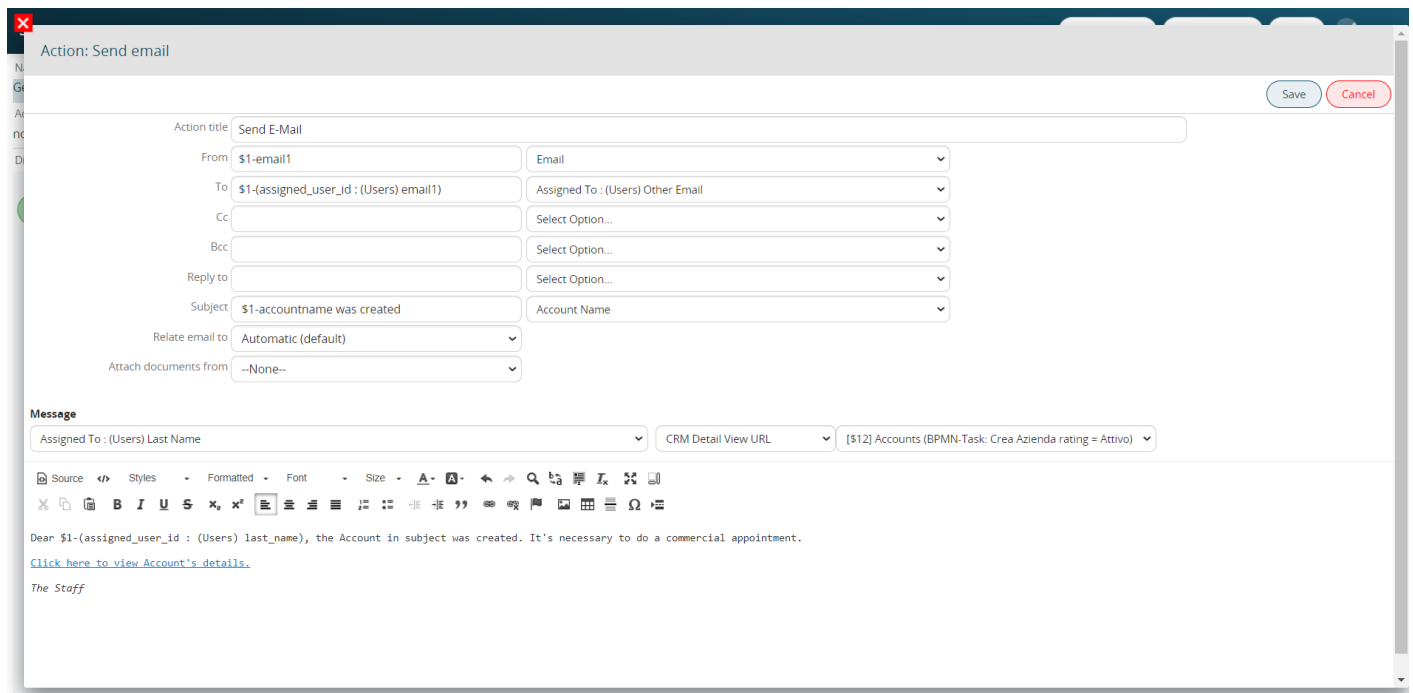 Action: Send email
Save Cancel
Action title Send E-Mail
From $1-email1 Email
To $1-(assigned_user_id : (Users) email1) Assigned To : (Users) Other Email
Cc Select Option...
Bcc Select Option...
Reply to Select Option...
Subject $1-accountname was created Account Name
Relate email to Automatic (default)
Attach documents from --None--
Message
Assigned To : (Users) Last Name CRM Detail View URL [$12] Accounts (BPMN-Task: Crea Azienda rating = Attivo)
Source Styles Formatted Font Size
Dear $1-(assigned_user_id : (Users) last_name), the Account in subject was created. It's necessary to do a commercial appointment.
Click here to view Account's details.
The Staff